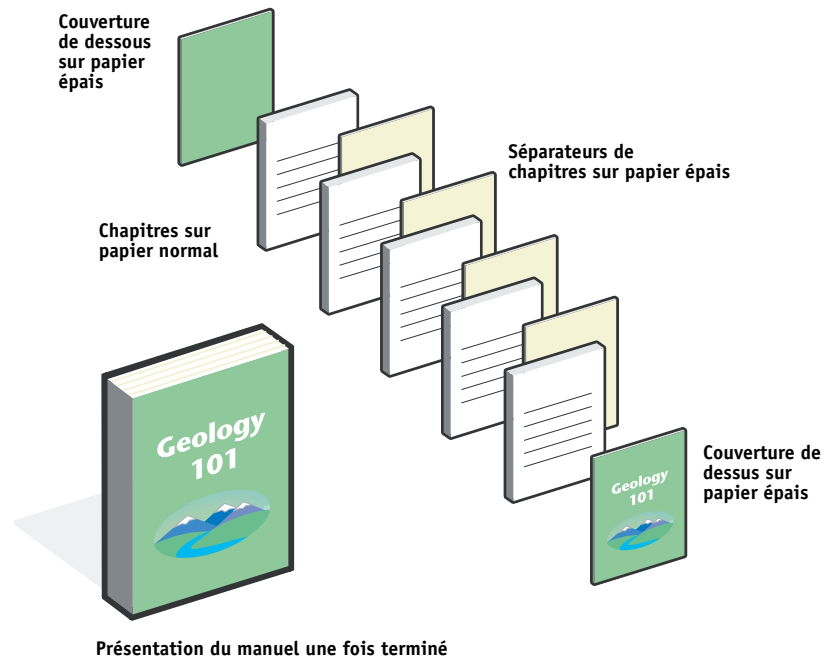 Couverture
de dessous
sur papier
épais
Séparateurs de
chapitres sur papier épais
Chapitres sur
papier normal
Geology
101
Couverture de
dessus sur
papier épais
Geology
101
Présentation du manuel une fois terminé